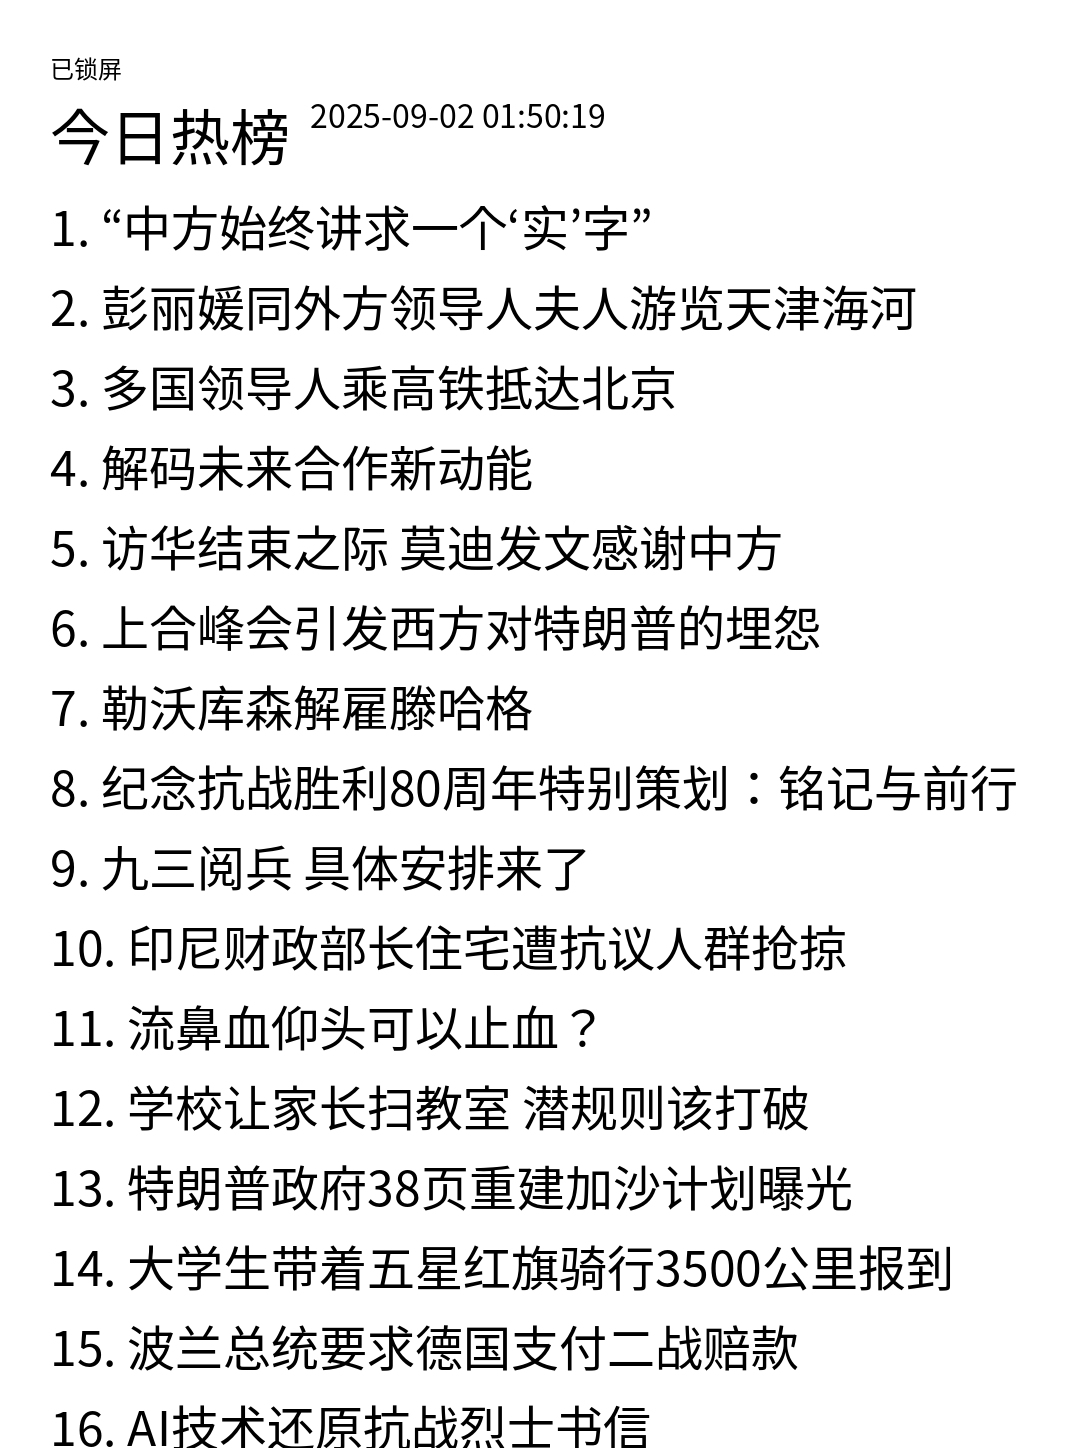 已锁屏
今日热榜 2025-09-02 01:50:19
1. “中方始终讲求一个‘实’字”
2. 彭丽媛同外方领导人夫人游览天津海河
3. 多国领导人乘高铁抵达北京
4. 解码未来合作新动能
5. 访华结束之际 莫迪发文感谢中方
6. 上合峰会引发西方对特朗普的埋怨
7. 勒沃库森解雇滕哈格
8. 纪念抗战胜利80周年特别策划：铭记与前行
9. 九三阅兵 具体安排来了
10. 印尼财政部长住宅遭抗议人群抢掠
11. 流鼻血仰头可以止血？
12. 学校让家长扫教室 潜规则该打破
13. 特朗普政府38页重建加沙计划曝光
14. 大学生带着五星红旗骑行3500公里报到
15. 波兰总统要求德国支付二战赔款
16. AI技术还原抗战烈士书信